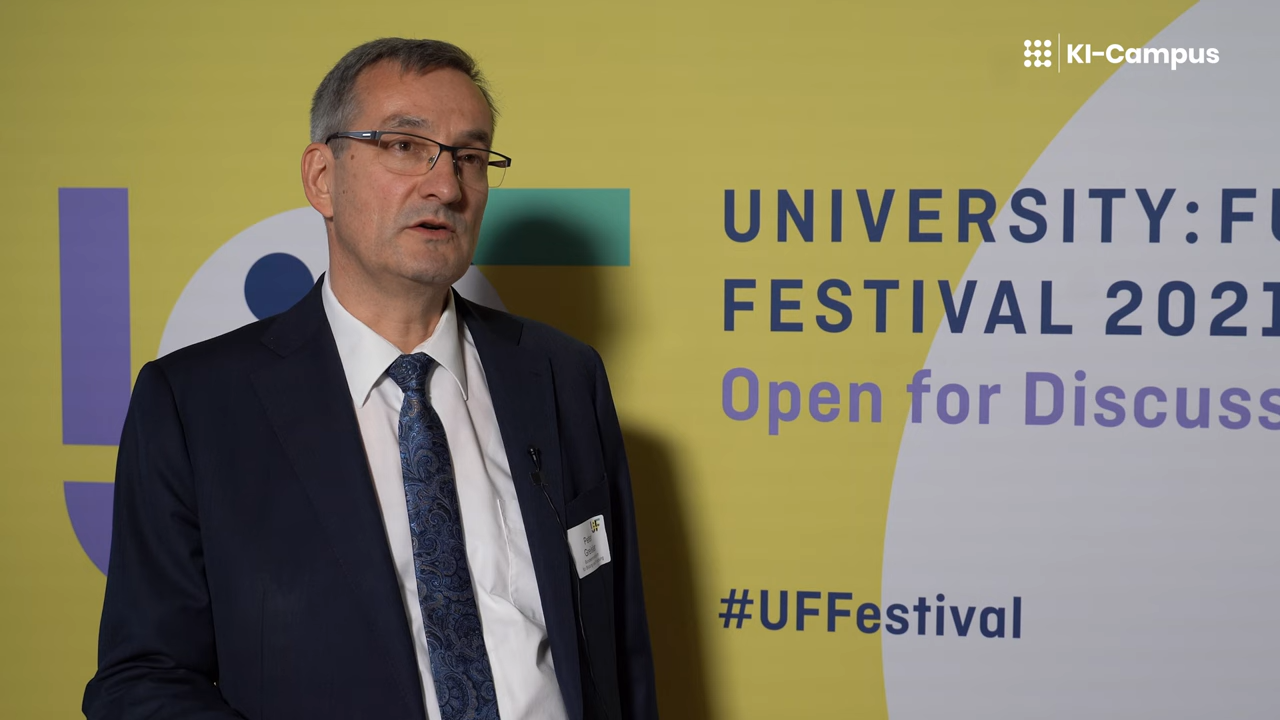 KI-Campus
UNIVERSITY: FU
FESTIVAL 2021
Open for Discuss
#UFFestival